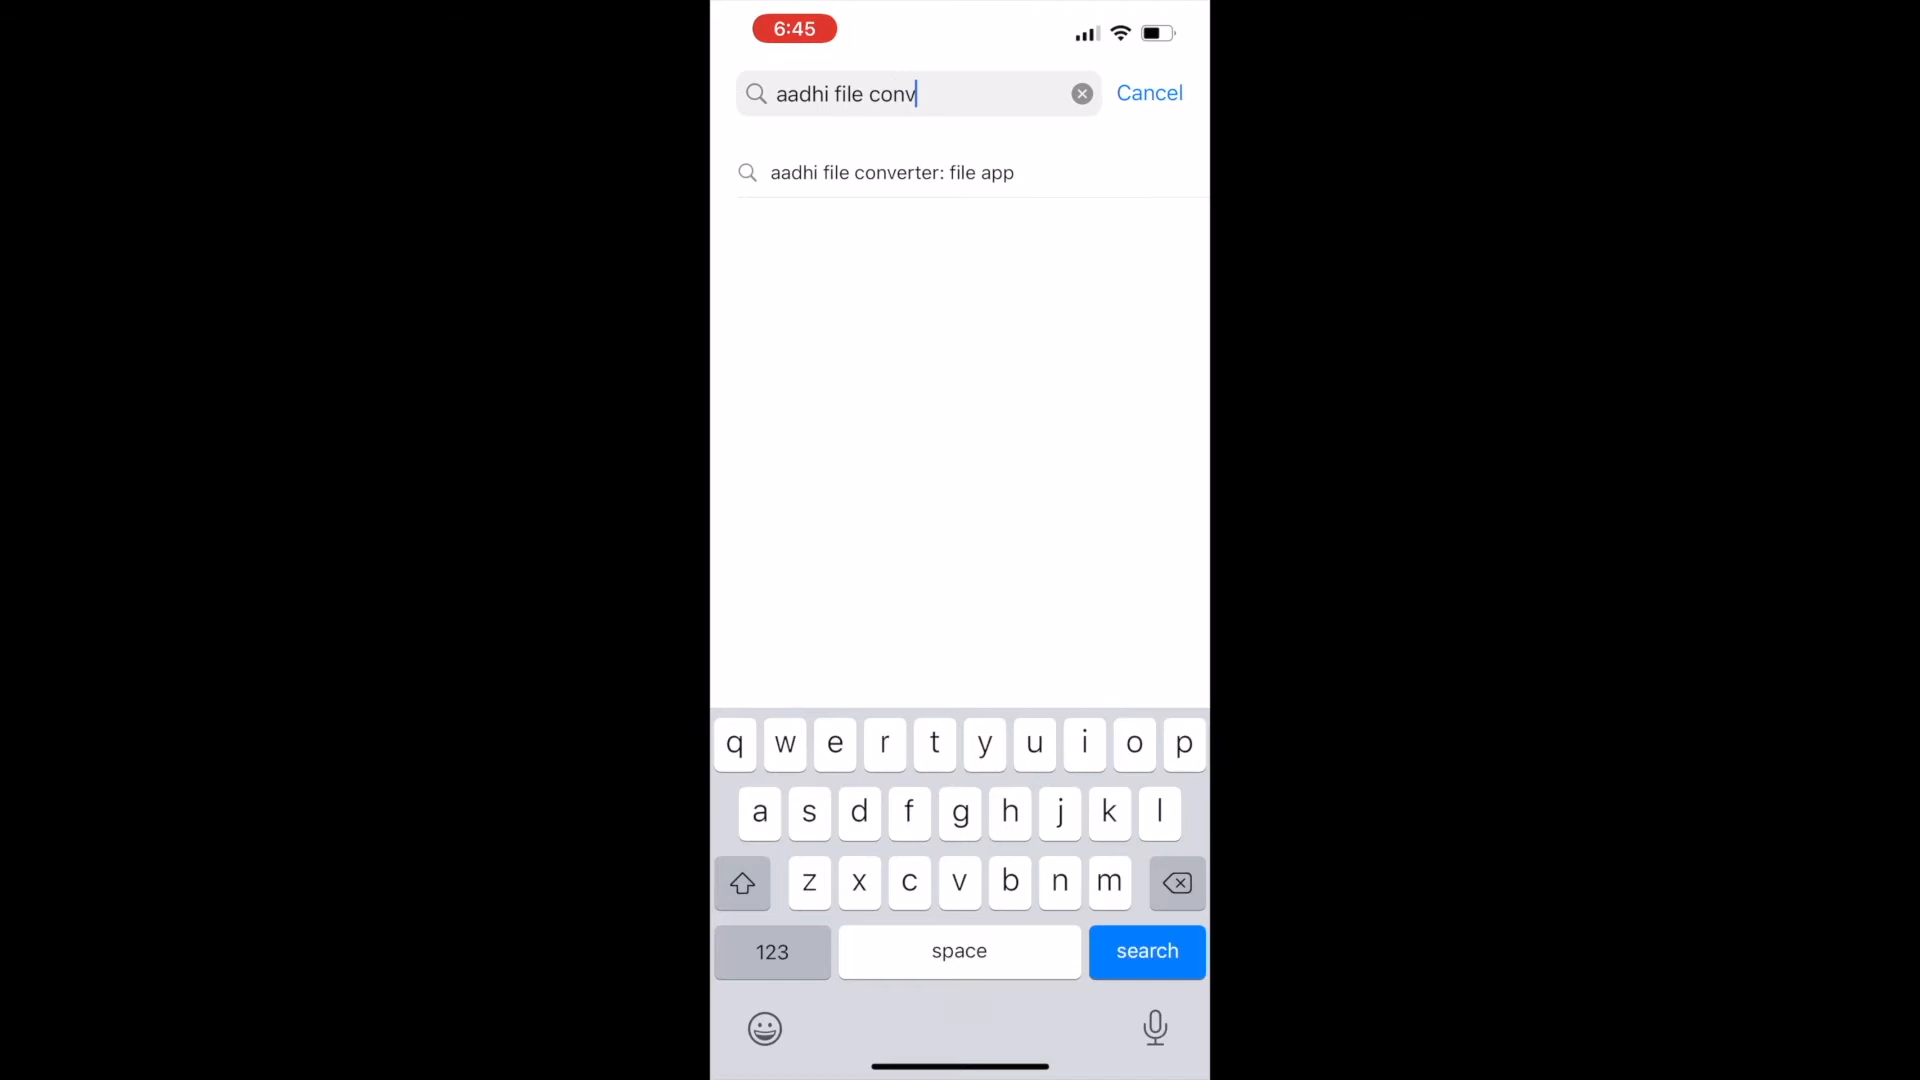 6:45
aadhi file conv
Cancel
aadhi file converter: file app
q w e r t y u i o p
a s d f g h j k l
z x c v b n m
123 space search